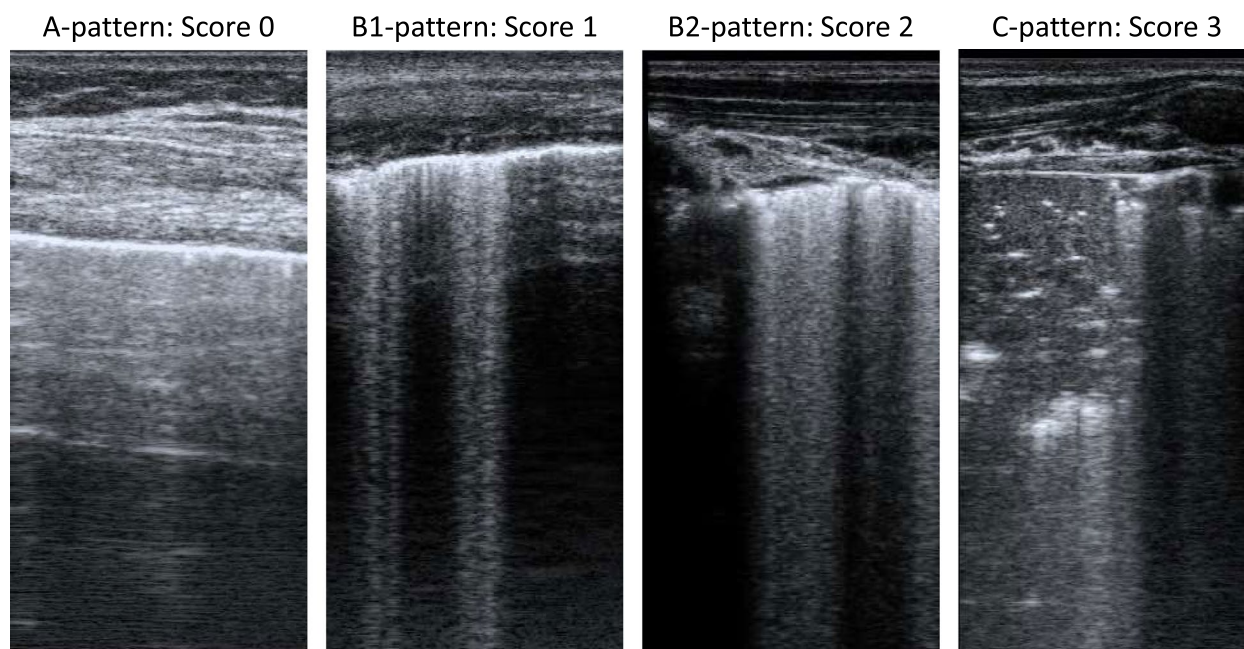 A-pattern: Score 0
B1-pattern: Score 1
B2-pattern: Score 2
C-pattern: Score 3